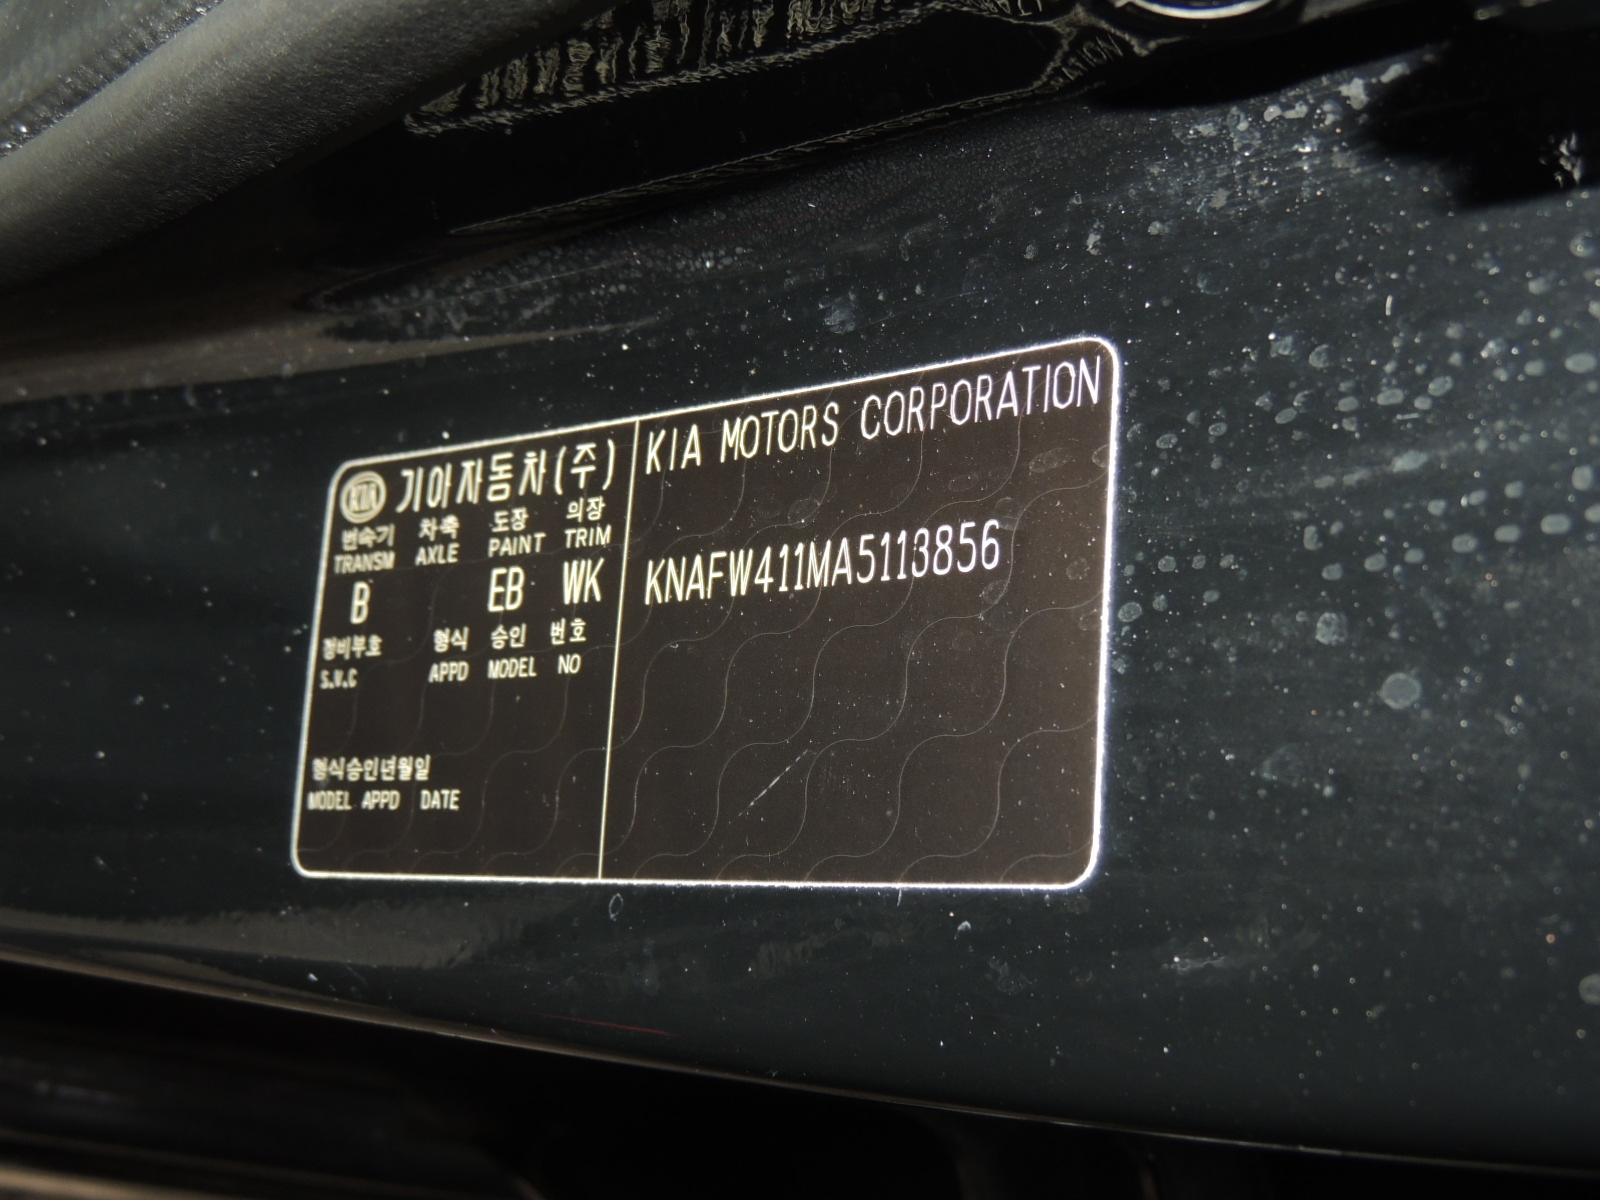 KIA 기아자동차(주)
변속기 차축 도장 의장
TRANSM AXLE PAINT TRIM
B EB WK
정비부호 형식 승인 번호
S.V.C APPD MODEL NO
형식승인년월일
MODEL APPD DATE
KIA MOTORS CORPORATION
KNAFW411MA5113856